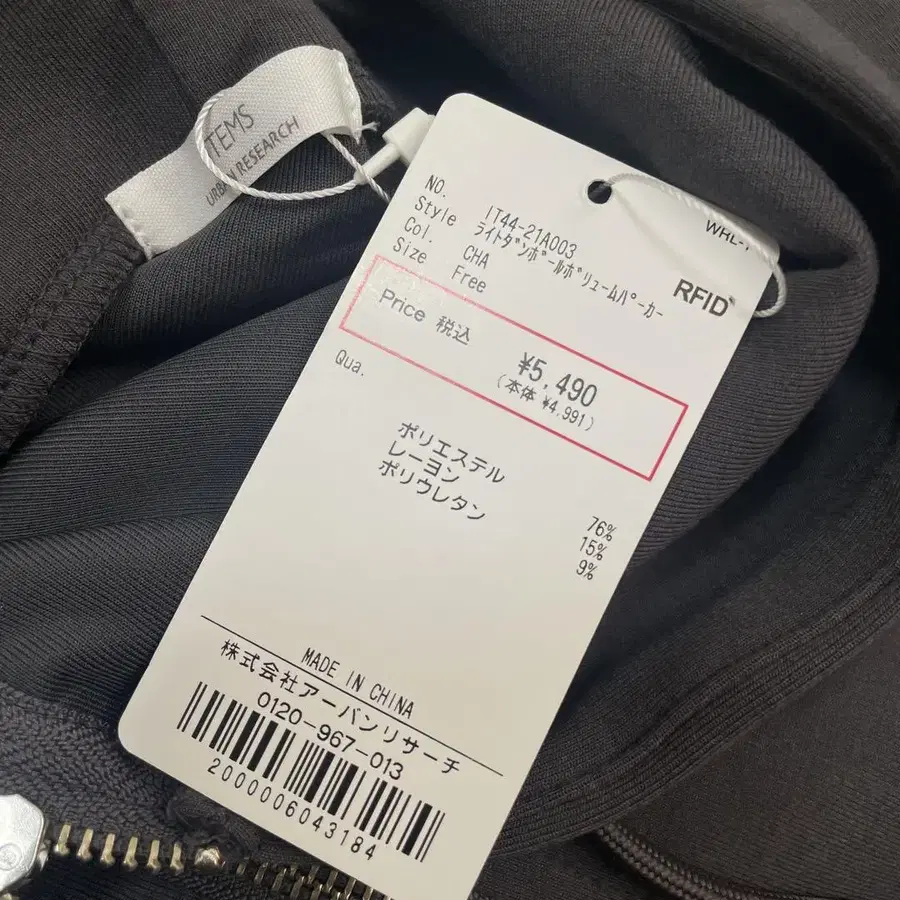 TEMS
URBAN RESEARCH
WRL-
RFID
NO. IT44-21A003
Style ﾗｲﾄﾀﾞﾝﾎﾞｰﾙﾎﾞﾘｭｰﾑﾊﾟｰｶｰ
Col. CHA
Size Free
Price 税込 ¥5,490
(本体 ¥4,991)
Qua.
ポリエステル 76%
レーヨン 15%
ポリウレタン 9%
MADE IN CHINA
株式会社アーバンリサーチ
0120-967-013
2000006043184